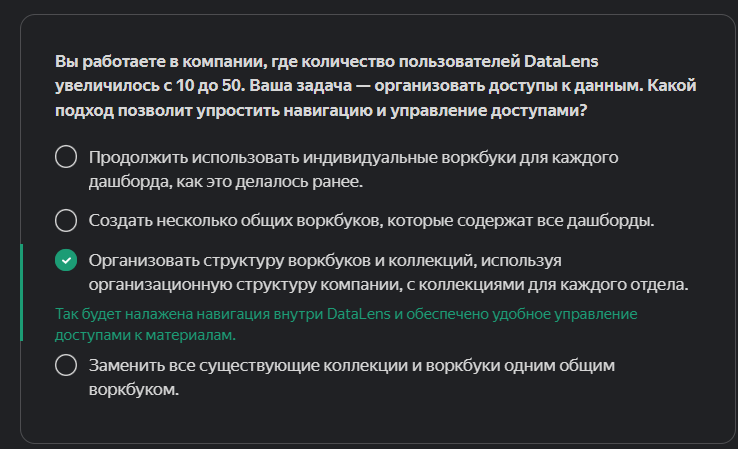 Вы работаете в компании, где количество пользователей DataLens
увеличилось с 10 до 50. Ваша задача — организовать доступы к данным. Какой
подход позволит упростить навигацию и управление доступами?
Продолжить использовать индивидуальные воркбуки для каждого
дашборда, как это делалось ранее.
Создать несколько общих воркбуков, которые содержат все дашборды.
Организовать структуру воркбуков и коллекций, используя
организационную структуру компании, с коллекциями для каждого отдела.
Так будет налажена навигация внутри DataLens и обеспечено удобное управление
доступами к материалам.
Заменить все существующие коллекции и воркбуки одним общим
воркбуком.